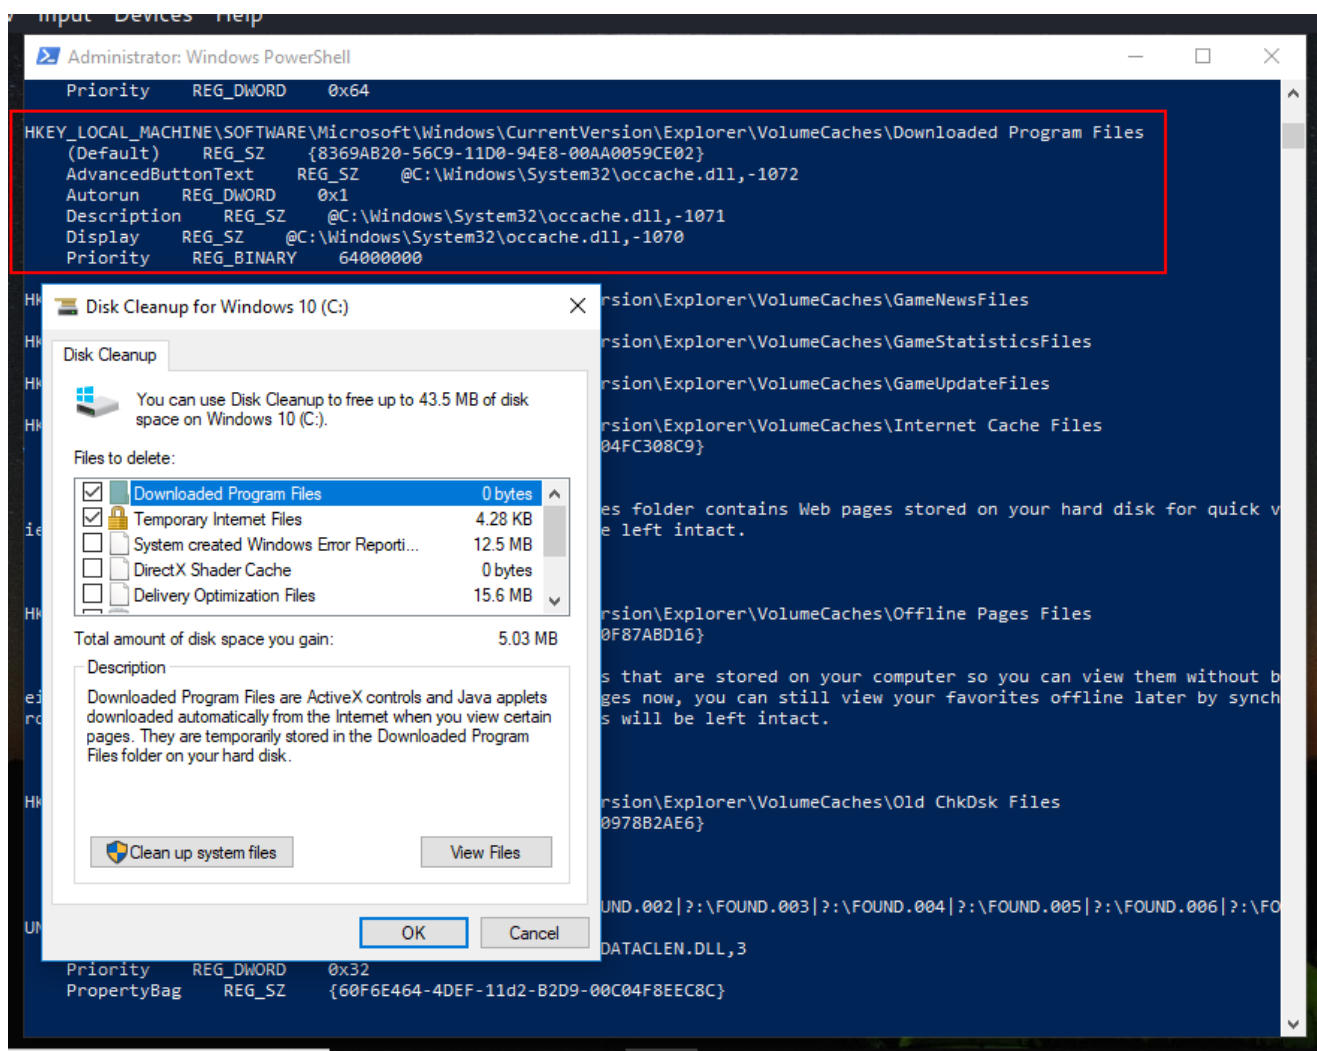 Input Devices Help
Administrator: Windows PowerShell
Priority REG_DWORD 0x64
HKEY_LOCAL_MACHINE\SOFTWARE\Microsoft\Windows\CurrentVersion\Explorer\VolumeCaches\Downloaded Program Files
(Default) REG_SZ {8369AB20-56C9-11D0-94E8-00AA0059CE02}
AdvancedButtonText REG_SZ @C:\Windows\System32\occache.dll,-1072
Autorun REG_DWORD 0x1
Description REG_SZ @C:\Windows\System32\occache.dll,-1071
Display REG_SZ @C:\Windows\System32\occache.dll,-1070
Priority REG_BINARY 64000000
rsion\Explorer\VolumeCaches\GameNewsFiles
rsion\Explorer\VolumeCaches\GameStatisticsFiles
rsion\Explorer\VolumeCaches\GameUpdateFiles
rsion\Explorer\VolumeCaches\Internet Cache Files
04FC308C9}
es folder contains Web pages stored on your hard disk for quick v
ie
e left intact.
rsion\Explorer\VolumeCaches\Offline Pages Files
0F87ABD16}
s that are stored on your computer so you can view them without b
ei
ges now, you can still view your favorites offline later by synch
ro
s will be left intact.
rsion\Explorer\VolumeCaches\Old ChkDsk Files
0978B2AE6}
UND.002|?:\FOUND.003|?:\FOUND.004|?:\FOUND.005|?:\FOUND.006|?:\FO
UN
DATACLEN.DLL,3
Priority REG_DWORD 0x32
PropertyBag REG_SZ {60F6E464-4DEF-11d2-B2D9-00C04F8EEC8C}
Disk Cleanup for Windows 10 (C:)
Disk Cleanup
You can use Disk Cleanup to free up to 43.5 MB of disk
space on Windows 10 (C:).
Files to delete:
Downloaded Program Files 0 bytes
Temporary Internet Files 4.28 KB
System created Windows Error Reporti... 12.5 MB
DirectX Shader Cache 0 bytes
Delivery Optimization Files 15.6 MB
Total amount of disk space you gain: 5.03 MB
Description
Downloaded Program Files are ActiveX controls and Java applets
downloaded automatically from the Internet when you view certain
pages. They are temporarily stored in the Downloaded Program
Files folder on your hard disk.
Clean up system files
View Files
OK
Cancel